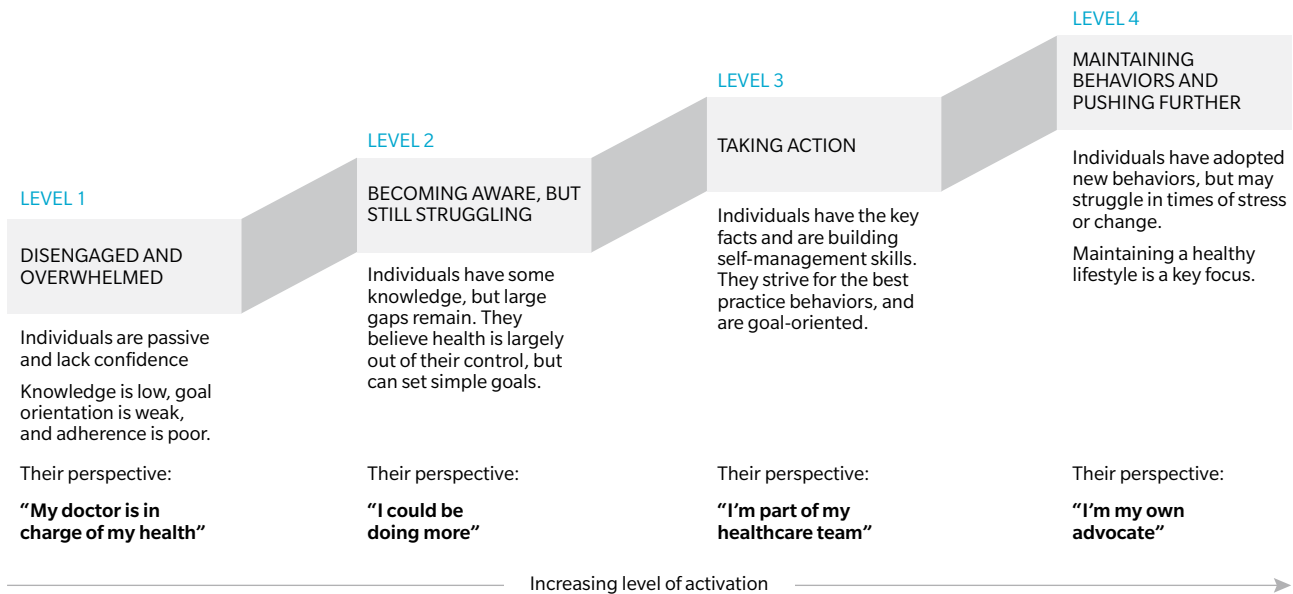 LEVEL 1
DISENGAGED AND
OVERWHELMED
Individuals are passive
and lack confidence
Knowledge is low, goal
orientation is weak,
and adherence is poor.
Their perspective:
“My doctor is in
charge of my health”
LEVEL 2
BECOMING AWARE, BUT
STILL STRUGGLING
Individuals have some
knowledge, but large
gaps remain. They
believe health is largely
out of their control, but
can set simple goals.
Their perspective:
“I could be
doing more”
LEVEL 3
TAKING ACTION
Individuals have the key
facts and are building
self-management skills.
They strive for the best
practice behaviors, and
are goal-oriented.
Their perspective:
“I’m part of my
healthcare team”
LEVEL 4
MAINTAINING
BEHAVIORS AND
PUSHING FURTHER
Individuals have adopted
new behaviors, but may
struggle in times of stress
or change.
Maintaining a healthy
lifestyle is a key focus.
Their perspective:
“I’m my own
advocate”
Increasing level of activation